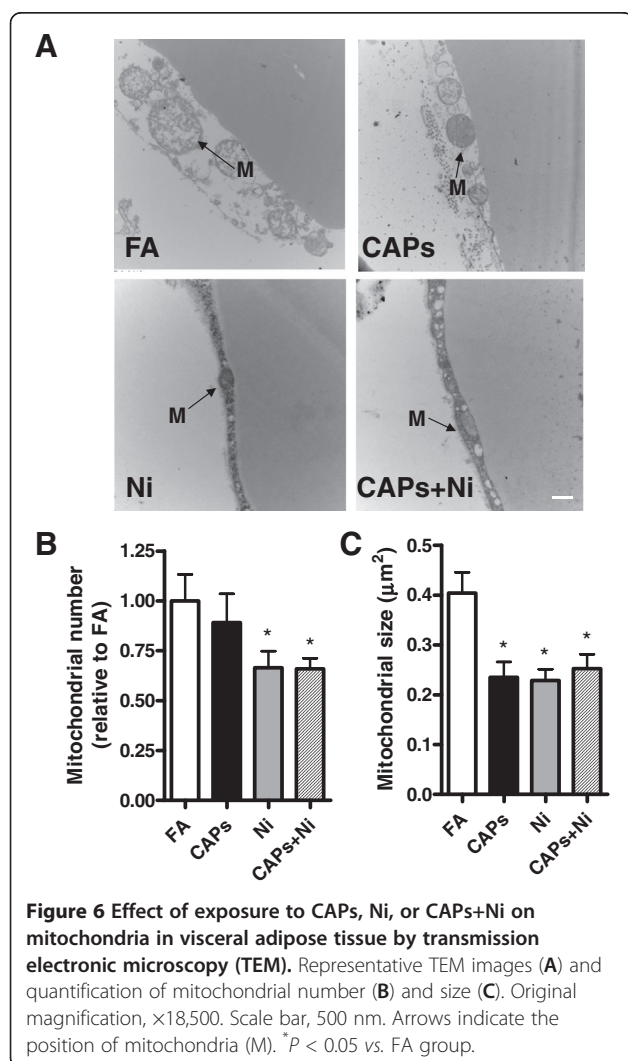 A
M
FA
M
CAPs
M
Ni
M
CAPs+Ni
B
Mitochondrial number
(relative to FA)
1.25
1.00
0.75
0.50
0.25
0.00
* *
FA CAPs Ni CAPs+Ni
C
Mitochondrial size (μm²)
0.5
0.4
0.3
0.2
0.1
0.0
* * *
FA CAPs Ni CAPs+Ni
Figure 6 Effect of exposure to CAPs, Ni, or CAPs+Ni on
mitochondria in visceral adipose tissue by transmission
electronic microscopy (TEM). Representative TEM images (A) and
quantification of mitochondrial number (B) and size (C). Original
magnification, ×18,500. Scale bar, 500 nm. Arrows indicate the
position of mitochondria (M). *P < 0.05 vs. FA group.